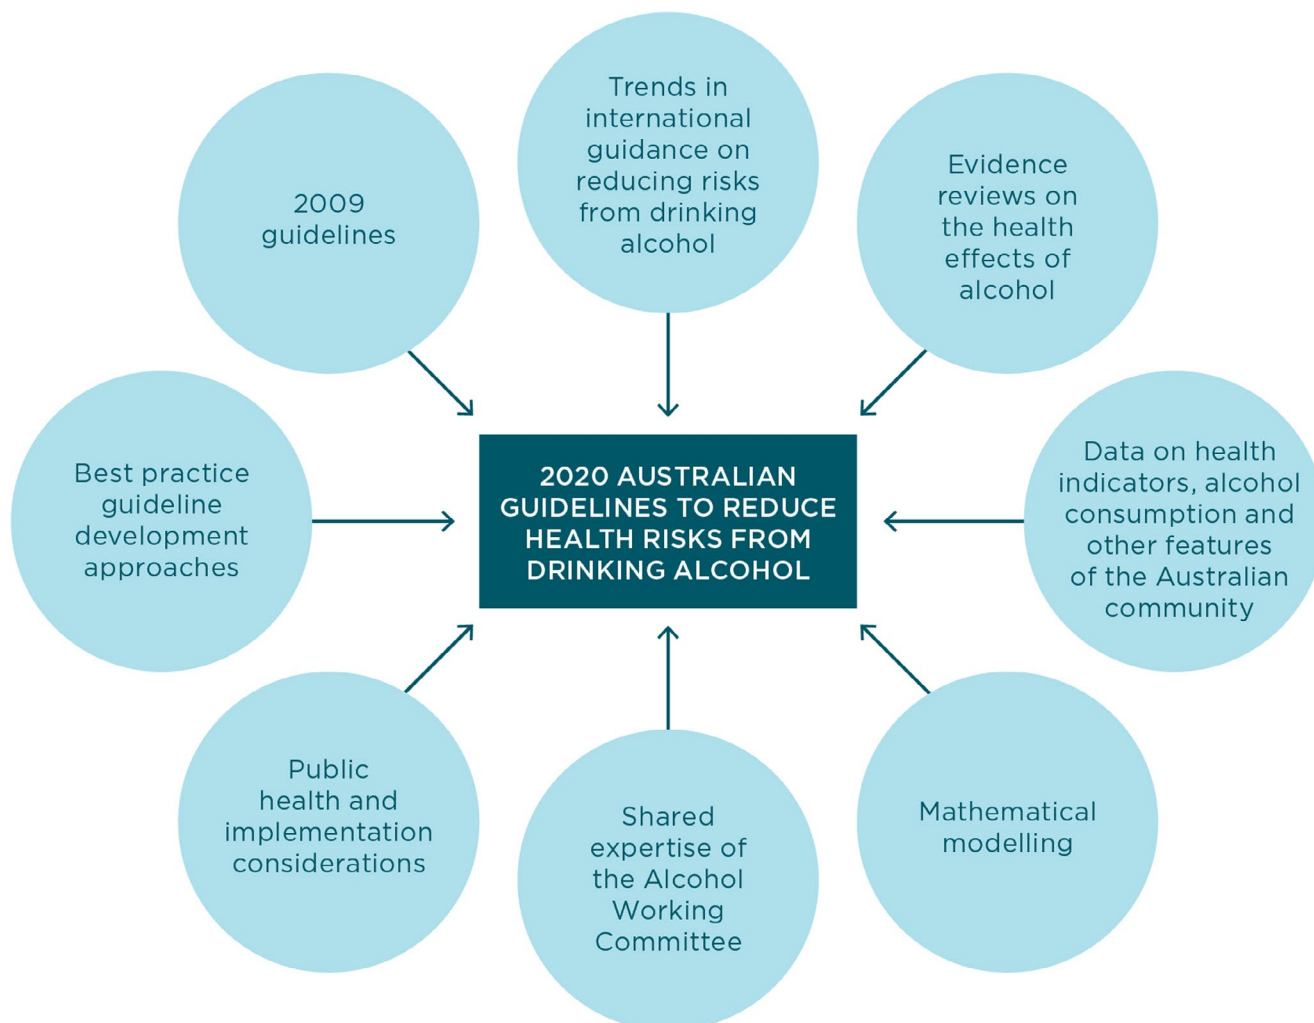 Trends in
international
guidance on
reducing risks
from drinking
alcohol
2009
guidelines
Evidence
reviews on
the health
effects of
alcohol
Best practice
guideline
development
approaches
2020 AUSTRALIAN
GUIDELINES TO REDUCE
HEALTH RISKS FROM
DRINKING ALCOHOL
Data on health
indicators, alcohol
consumption and
other features
of the Australian
community
Public
health and
implementation
considerations
Shared
expertise of
the Alcohol
Working
Committee
Mathematical
modelling